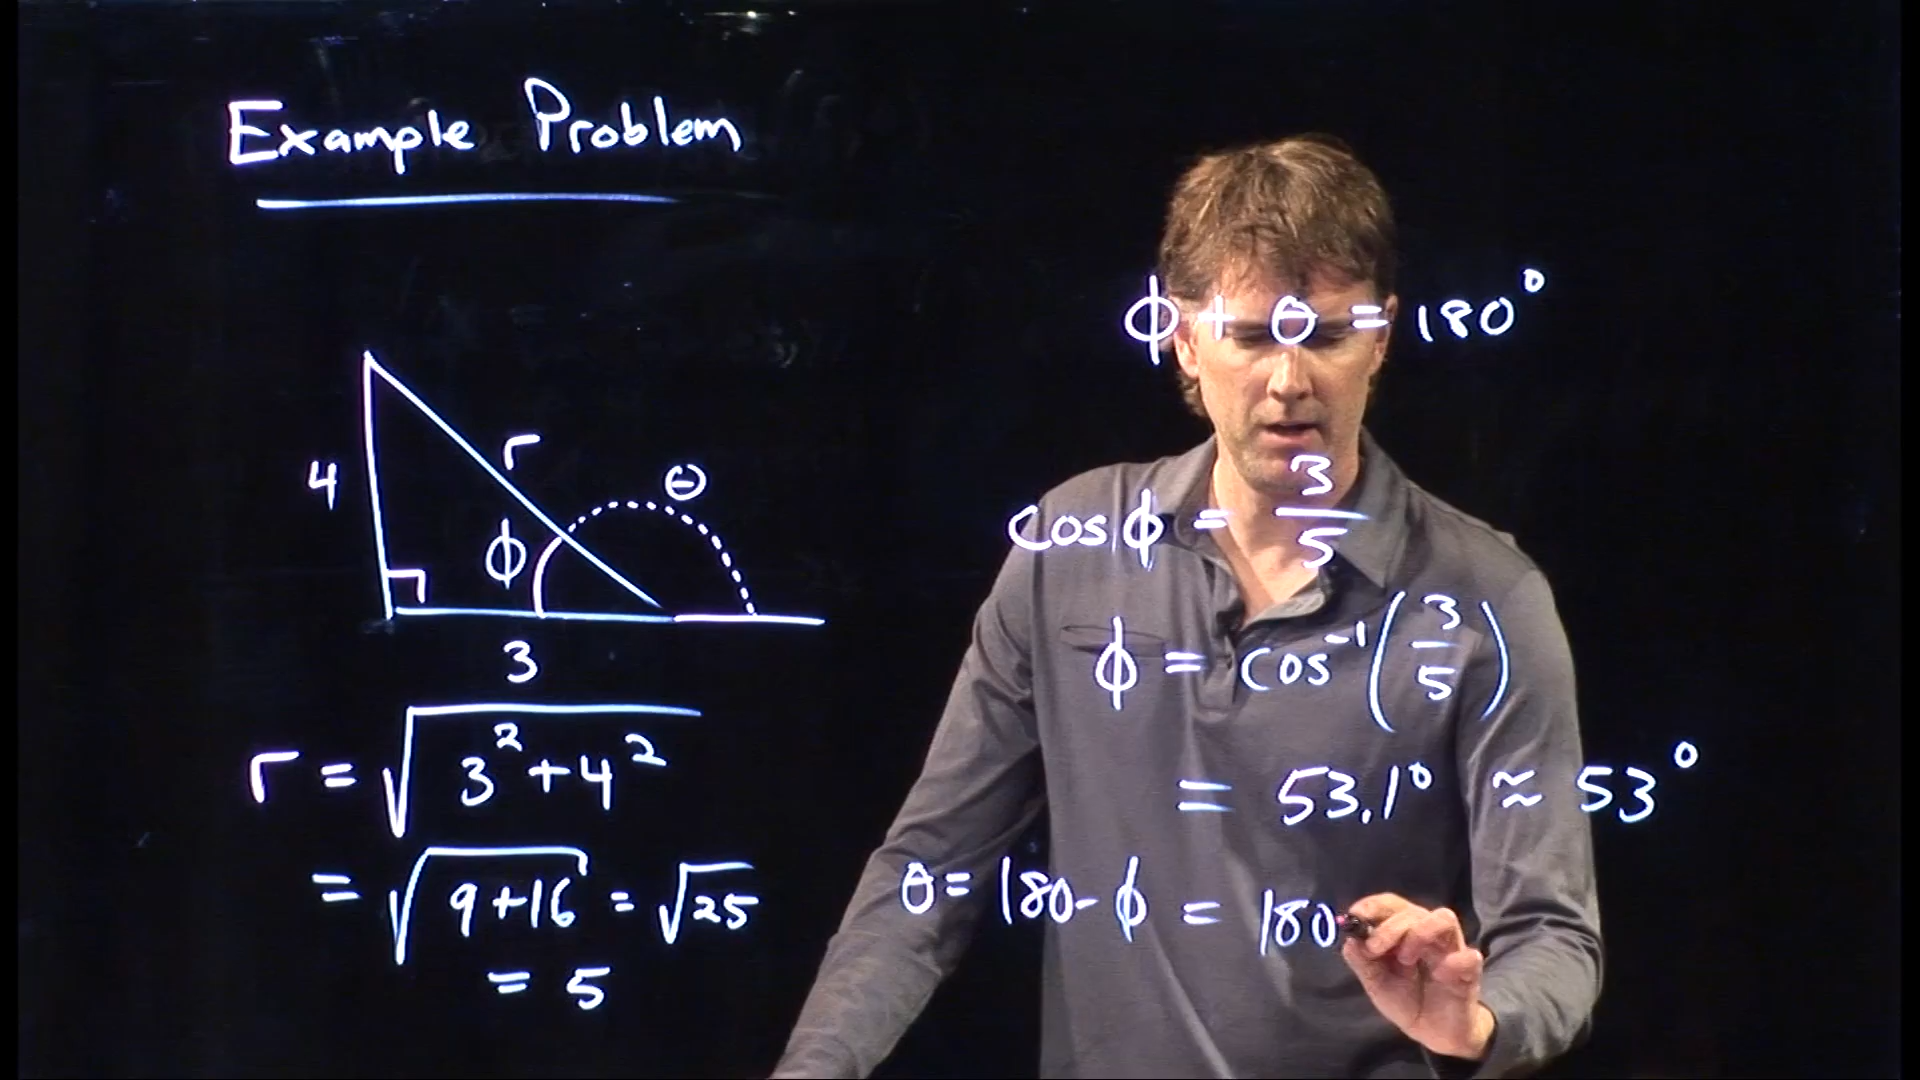 Example Problem
4
r
θ
ϕ
3
r = √(3² + 4²)
= √(9+16) = √25
= 5
ϕ + θ = 180°
cos ϕ = 3/5
ϕ = cos⁻¹(3/5)
= 53.1° ≈ 53°
θ = 180 - ϕ = 180